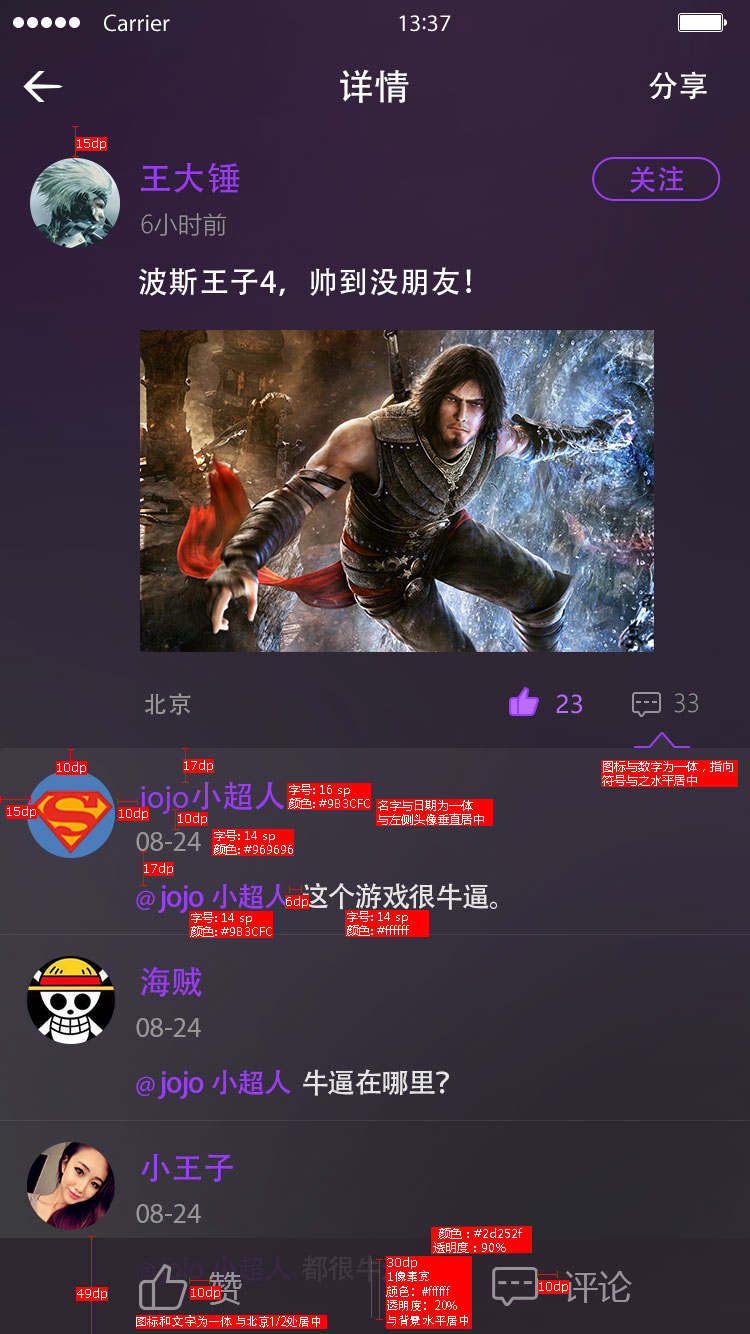 Carrier
13:37
详情
分享
15dp
王大锤
关注
6小时前
波斯王子4，帅到没朋友！
北京
23
33
10dp
17dp
图标与数字为一体，指向
符号与之水平居中
jojo小超人
字号: 16 sp
颜色: #9B3CFC
15dp
10dp
10dp
名字与日期为一体
与左侧头像垂直居中
08-24
字号: 14 sp
颜色: #969696
17dp
@jojo 小超人
6dp
这个游戏很牛逼。
字号: 14 sp
颜色: #9B3CFC
字号: 14 sp
颜色: #ffffff
海贼
08-24
@jojo 小超人 牛逼在哪里?
小王子
08-24
颜色：#2d252f
透明度：90%
都很牛
49dp
10dp
赞
30dp
1像素宽
颜色：#ffffff
透明度：20%
与背景水平居中
10dp
评论
图标和文字为一体 与北京1/2处居中